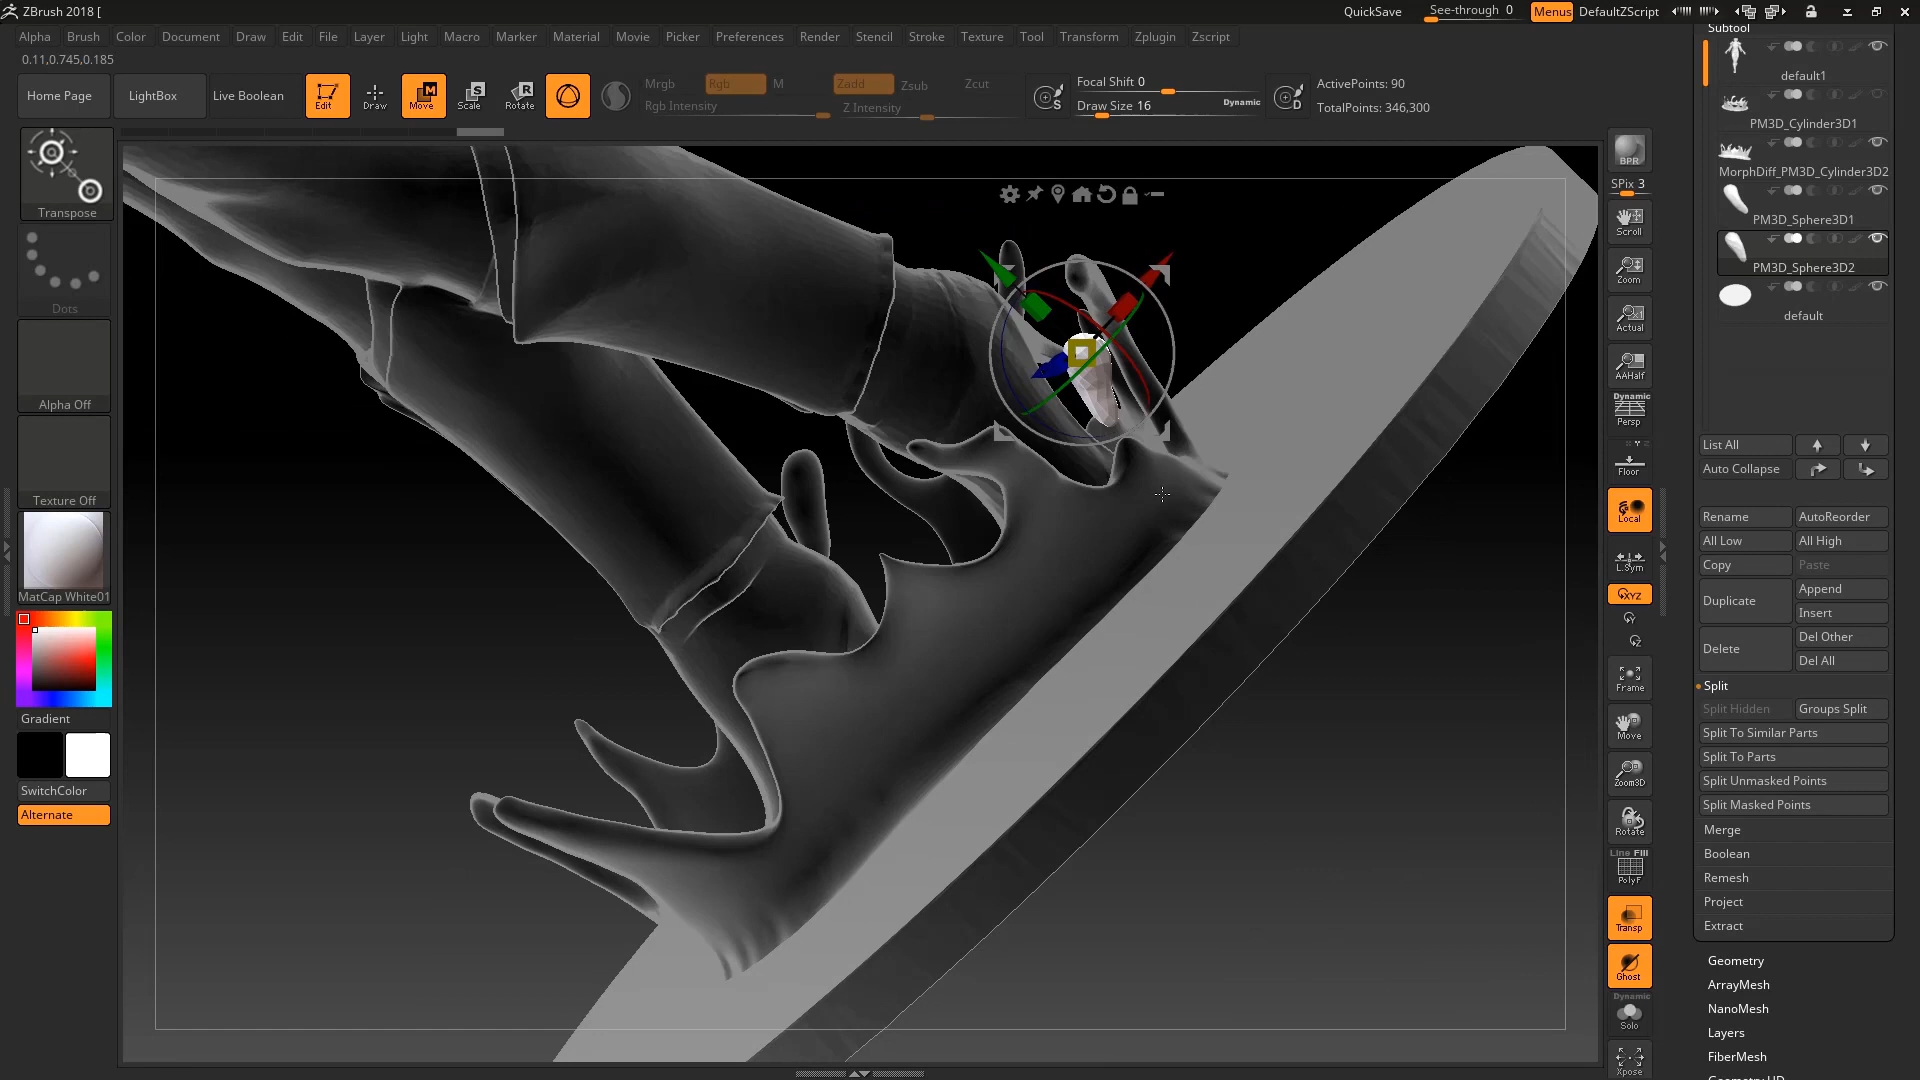 ZBrush 2018 [
QuickSave
See-through 0
Menus
DefaultZScript
Alpha Brush Color Document Draw Edit File Layer Light Macro Marker Material Movie Picker Preferences Render Stencil Stroke Texture Tool Transform Zplugin Zscript
0.11,0.745,0.185
Home Page
LightBox
Live Boolean
Edit
Draw
Move
Scale
Rotate
Mrgb
Rgb
M
Rgb Intensity
Zadd
Zsub
Zcut
Z Intensity
S
Focal Shift 0
Draw Size 16
Dynamic
D
ActivePoints: 90
TotalPoints: 346,300
Transpose
Dots
Alpha Off
Texture Off
MatCap White01
Gradient
SwitchColor
Alternate
BPR
SPix 3
Scroll
Zoom
Actual
AAHalf
Dynamic
Persp
Floor
Local
L.Sym
XYZ
Frame
Move
Zoom3D
Rotate
Line Fill
PolyF
Transp
Ghost
Dynamic
Solo
Xpose
Subtool
default1
PM3D_Cylinder3D1
MorphDiff_PM3D_Cylinder3D2
PM3D_Sphere3D1
PM3D_Sphere3D2
default
List All
Auto Collapse
Rename
AutoReorder
All Low
All High
Copy
Paste
Duplicate
Append
Insert
Delete
Del Other
Del All
Split
Split Hidden
Groups Split
Split To Similar Parts
Split To Parts
Split Unmasked Points
Split Masked Points
Merge
Boolean
Remesh
Project
Extract
Geometry
ArrayMesh
NanoMesh
Layers
FiberMesh
Geometry HD